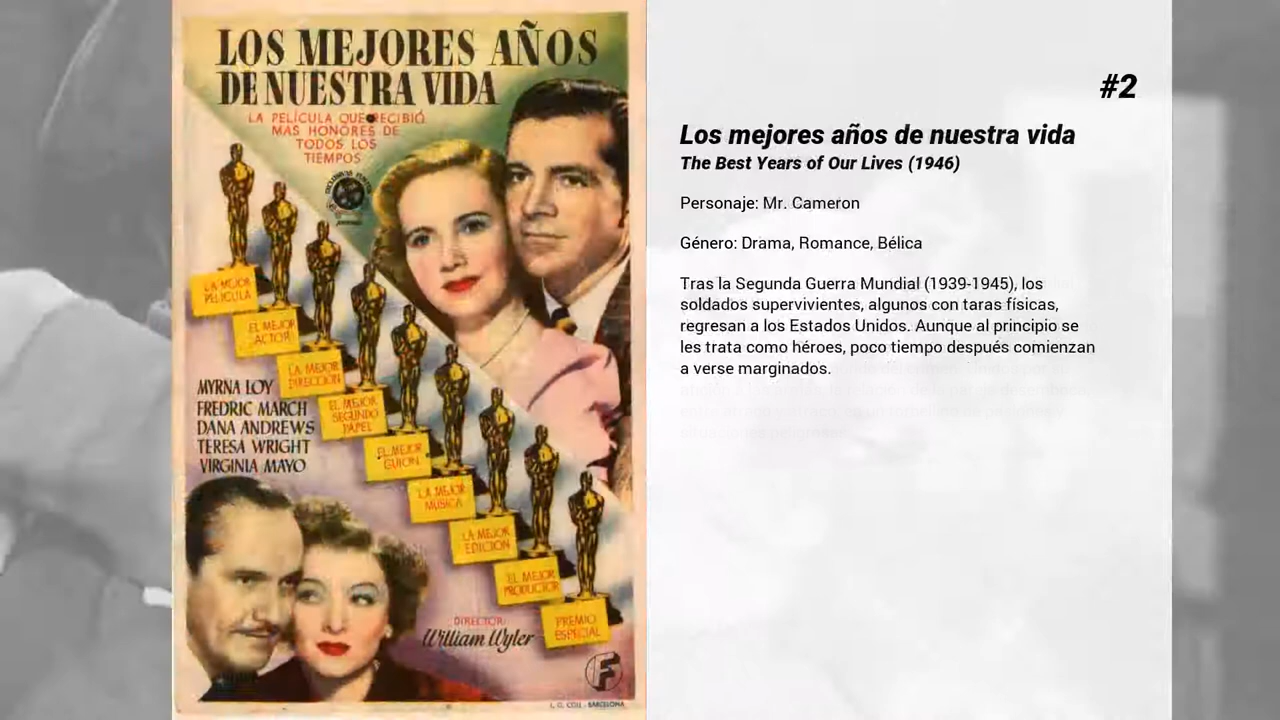 LOS MEJORES AÑOS
DE NUESTRA VIDA
LA PELÍCULA QUE RECIBIÓ
MAS HONORES DE
TODOS LOS
TIEMPOS
LA MEJOR
PELICULA
EL MEJOR
ACTOR
LA MEJOR
DIRECCION
EL MEJOR
SEGUNDO
PAPEL
EL MEJOR
GUION
LA MEJOR
MÚSICA
LA MEJOR
EDICION
EL MEJOR
PRODUCTOR
PREMIO
ESPECIAL
MYRNA LOY
FREDRIC MARCH
DANA ANDREWS
TERESA WRIGHT
VIRGINIA MAYO
DIRECTOR:
William Wyler
F
BARCELONA
#2
Los mejores años de nuestra vida
The Best Years of Our Lives (1946)
Personaje: Mr. Cameron
Género: Drama, Romance, Bélica
Tras la Segunda Guerra Mundial (1939-1945), los
soldados supervivientes, algunos con taras físicas,
regresan a los Estados Unidos. Aunque al principio se
les trata como héroes, poco tiempo después comienzan
a verse marginados.